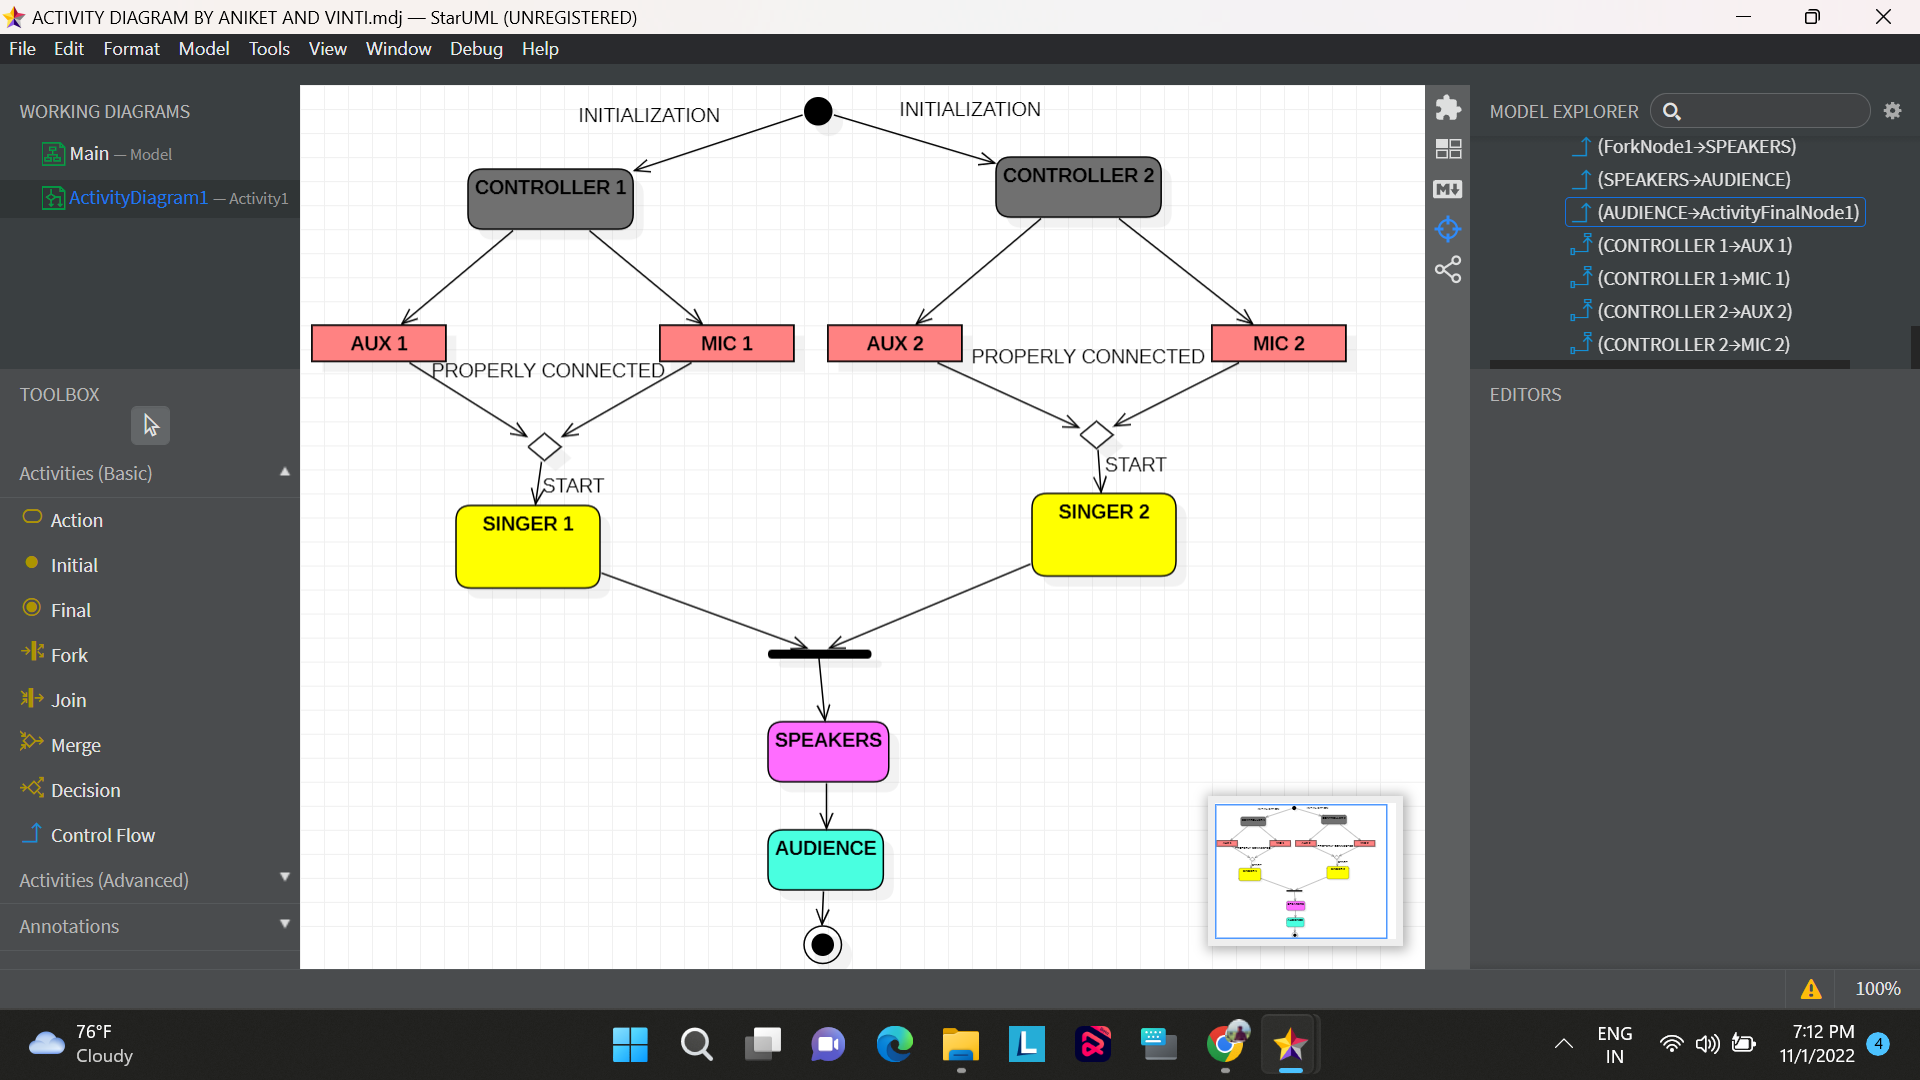 ACTIVITY DIAGRAM BY ANIKET AND VINTI.mdj — StarUML (UNREGISTERED)
File Edit Format Model Tools View Window Debug Help
WORKING DIAGRAMS
Main — Model
ActivityDiagram1 — Activity1
TOOLBOX
Activities (Basic)
Action
Initial
Final
Fork
Join
Merge
Decision
Control Flow
Activities (Advanced)
Annotations
INITIALIZATION
INITIALIZATION
CONTROLLER 1
CONTROLLER 2
AUX 1
MIC 1
AUX 2
MIC 2
PROPERLY CONNECTED
PROPERLY CONNECTED
START
START
SINGER 1
SINGER 2
SPEAKERS
AUDIENCE
M
MODEL EXPLORER
(ForkNode1→SPEAKERS)
(SPEAKERS→AUDIENCE)
(AUDIENCE→ActivityFinalNode1)
(CONTROLLER 1→AUX 1)
(CONTROLLER 1→MIC 1)
(CONTROLLER 2→AUX 2)
(CONTROLLER 2→MIC 2)
EDITORS
100%
76°F
Cloudy
L
ENG
IN
7:12 PM
11/1/2022
4